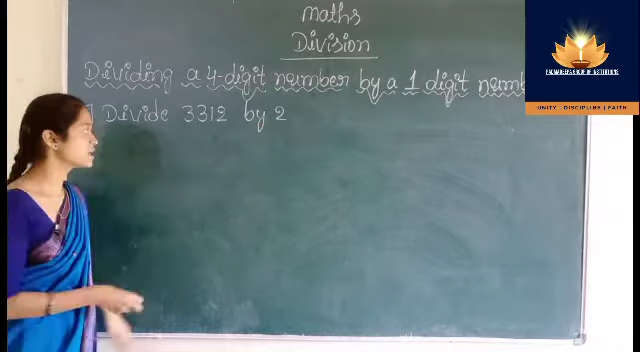 maths
Division
Dividing a 4-digit number by a 1 digit numb
Divide 3312 by 2
UNITY | DISCIPLINE | FAITH